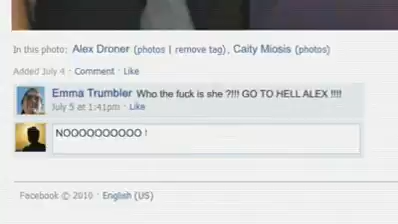 In this photo: Alex Droner (photos | remove tag), Caity Miosis (photos)
Added July 4 · Comment · Like
Emma Trumbler Who the fuck is she ?!!! GO TO HELL ALEX !!!!
July 5 at 1:41pm · Like
NOOOOOOOOOO !
Facebook © 2010 · English (US)